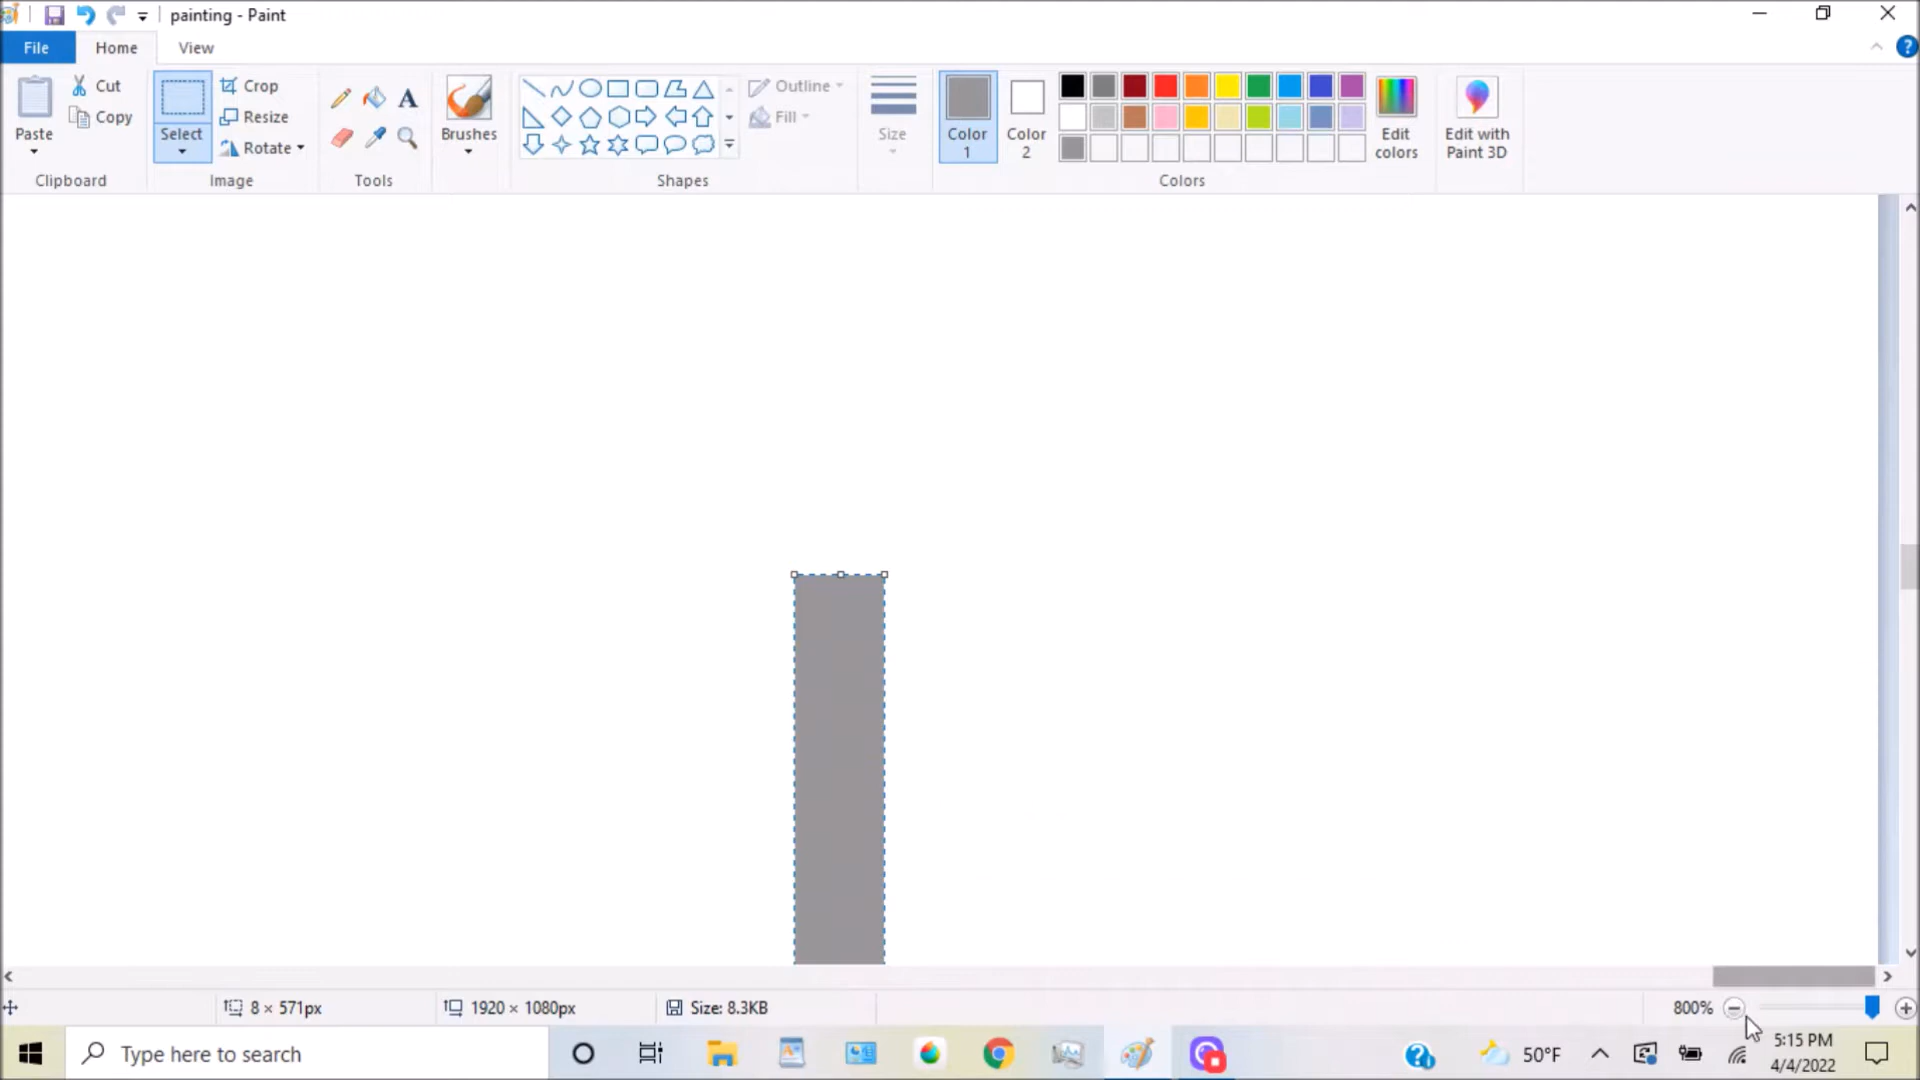 painting - Paint
File Home View
Paste
Cut
Copy
Clipboard
Select
Crop
Resize
Rotate
Image
A
Tools
Brushes
Shapes
Outline
Fill
Size
Color 1
Color 2
Colors
Edit colors
Edit with Paint 3D
?
8 × 571px
1920 × 1080px
Size: 8.3KB
800%
Type here to search
50°F
5:15 PM
4/4/2022